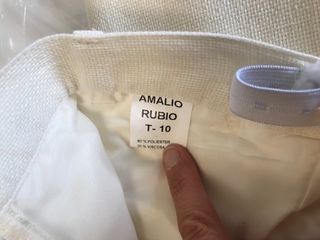 AMALIO
RUBIO
T- 10
% POLIESTER
% VISCOSA